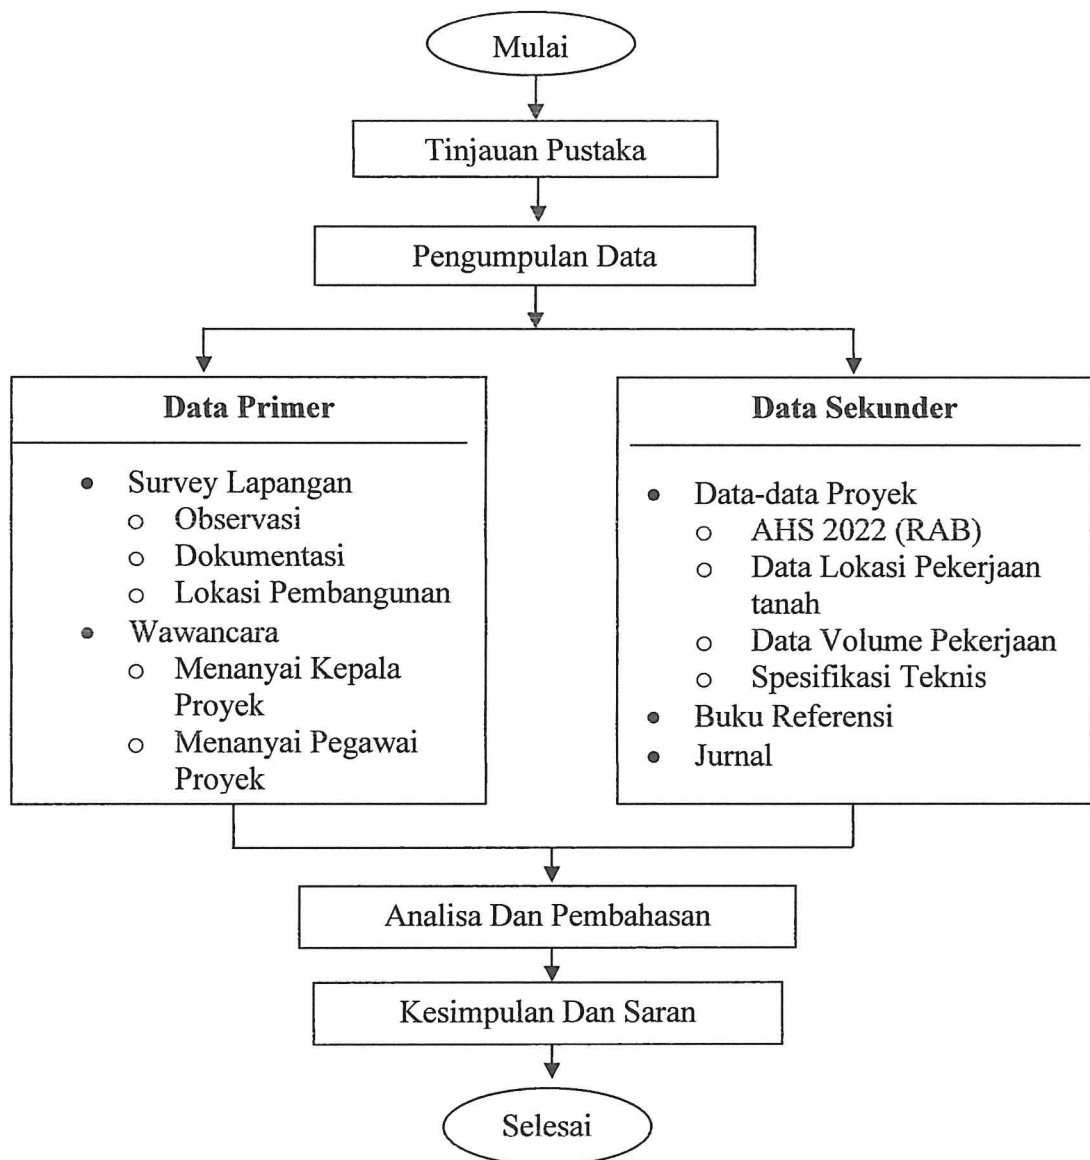 Mulai
Tinjauan Pustaka
Pengumpulan Data
Data Primer
• Survey Lapangan
o Observasi
o Dokumentasi
o Lokasi Pembangunan
• Wawancara
o Menanyai Kepala
Proyek
o Menanyai Pegawai
Proyek
Data Sekunder
• Data-data Proyek
o AHS 2022 (RAB)
o Data Lokasi Pekerjaan
tanah
o Data Volume Pekerjaan
o Spesifikasi Teknis
• Buku Referensi
• Jurnal
Analisa Dan Pembahasan
Kesimpulan Dan Saran
Selesai